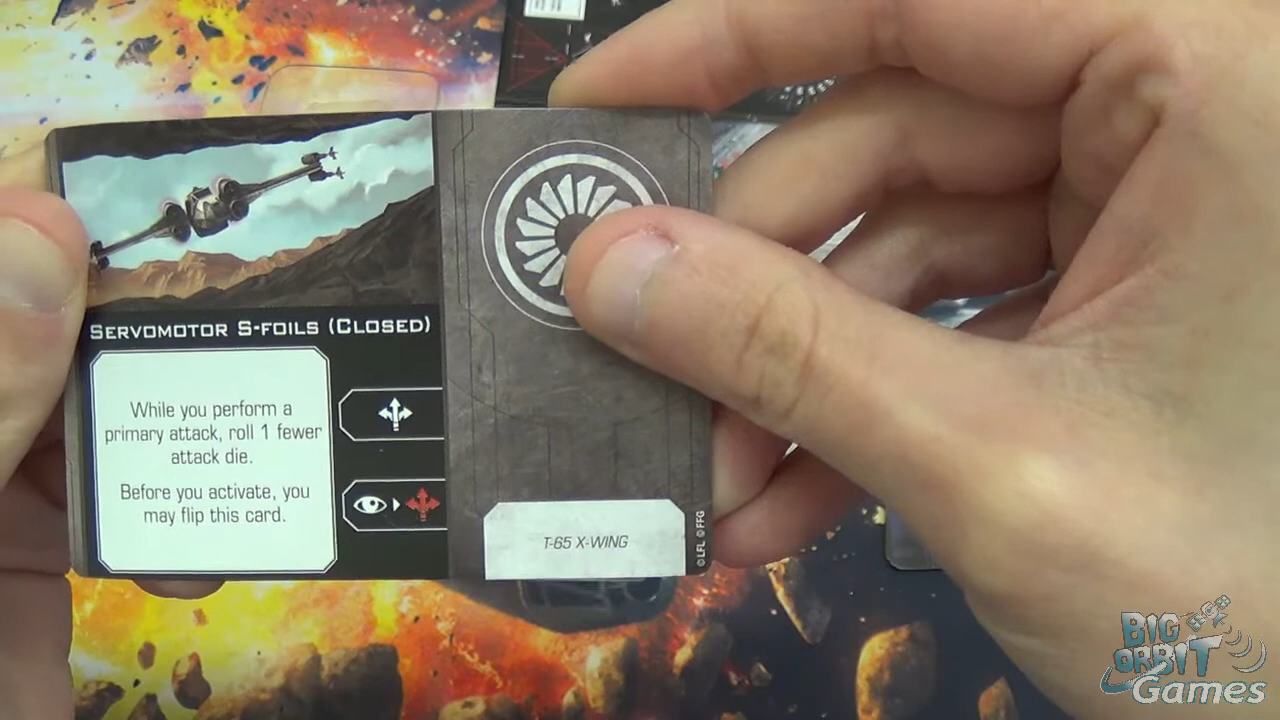 SERVOMOTOR S-FOILS (CLOSED)
While you perform a
primary attack, roll 1 fewer
attack die.
Before you activate, you
may flip this card.
T-65 X-WING
© LFL © FFG
BIG
ORBIT
Games